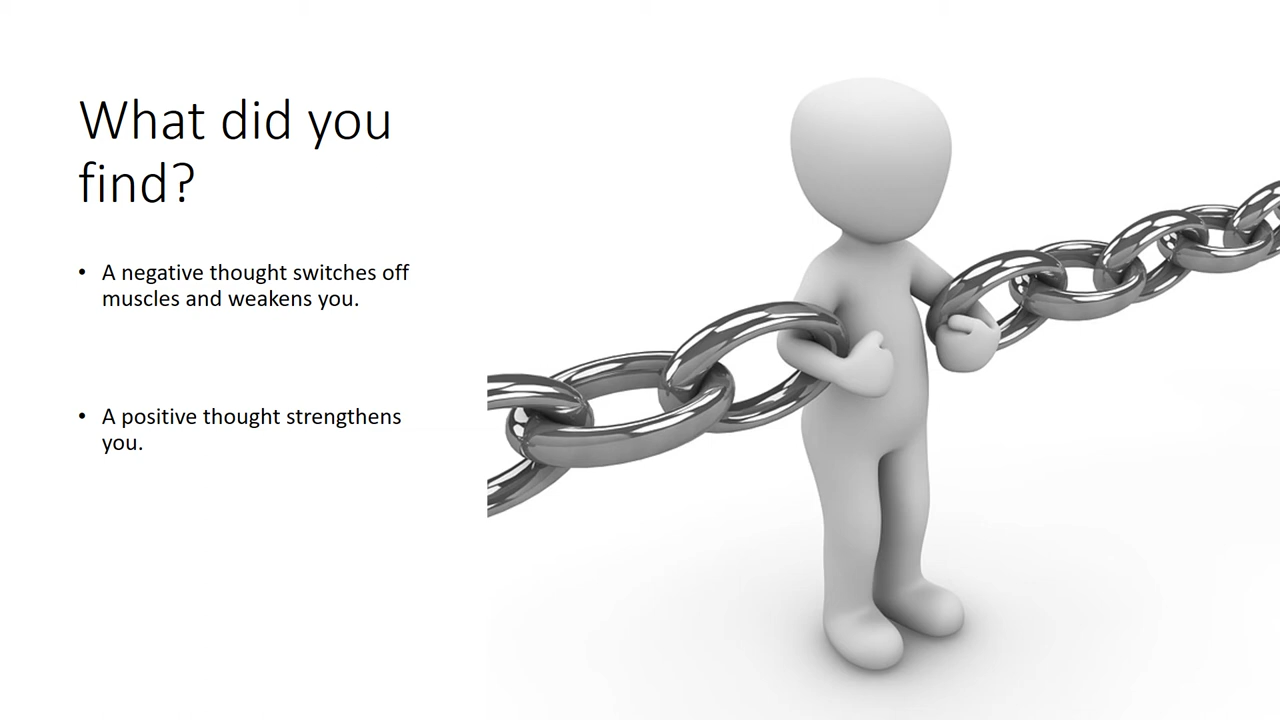 What did you
find?
• A negative thought switches off
muscles and weakens you.
• A positive thought strengthens
you.